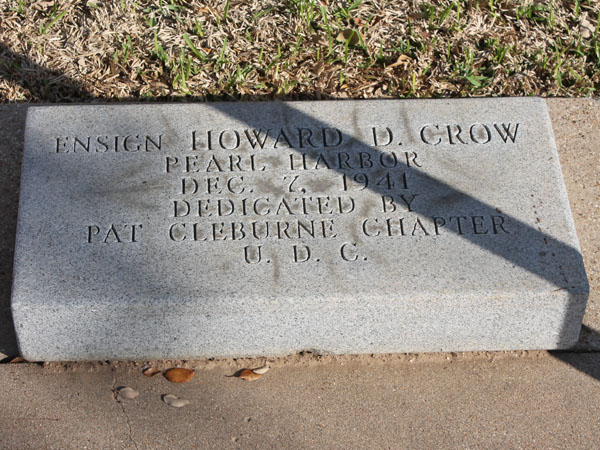 ENSIGN HOWARD D. CROW
PEARL HARBOR
DEC. 7, 1941
DEDICATED BY
PAT CLEBURNE CHAPTER
U. D. C.